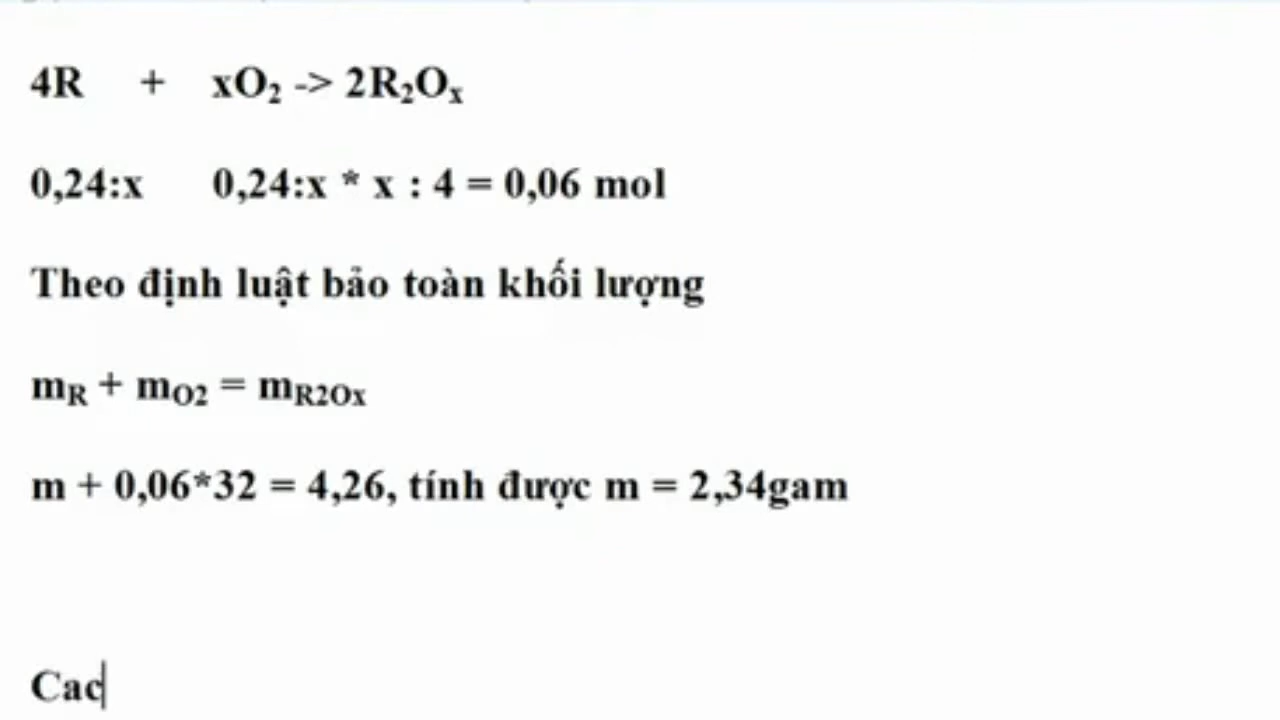 4R + xO₂ -> 2R₂Oₓ
0,24:x 0,24:x * x : 4 = 0,06 mol
Theo định luật bảo toàn khối lượng
mR + mO2 = mR2Ox
m + 0,06*32 = 4,26, tính được m = 2,34gam
Cac